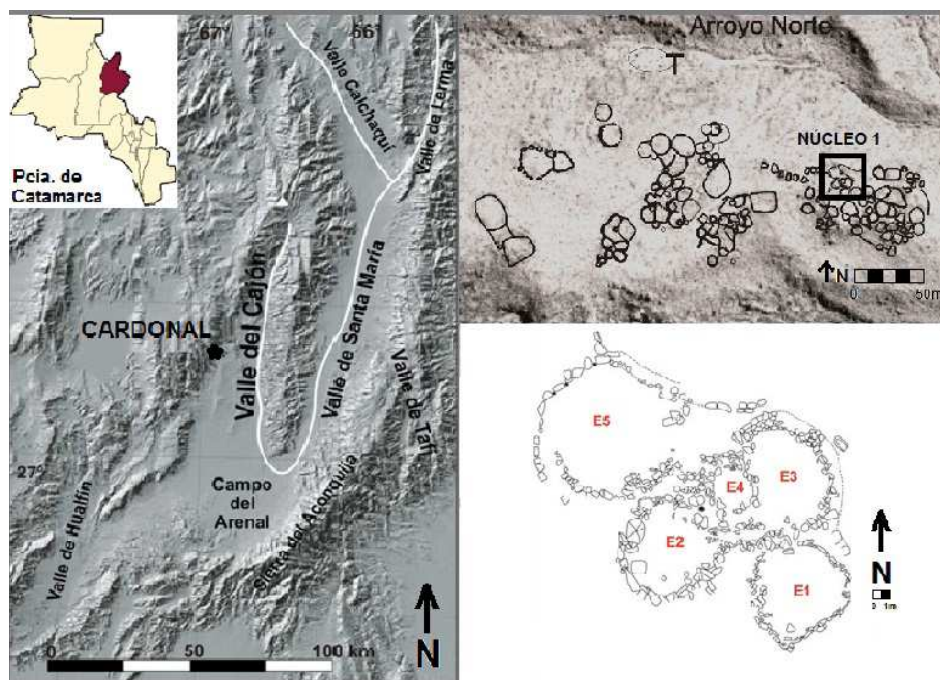 Pcia. de
Catamarca
67°
66°
Valle Calchaquí
Valle de Lerma
Valle del Cajón
CARDONAL
Valle de Santa María
Valle de Tafí
27°
Campo
del
Arenal
Sierra del Aconquija
Valle de Hualfín
0 50 100 km
N
Arroyo Norte
T
NÚCLEO 1
N
0 50m
E5
E3
E4
E2
E1
N
0 1m